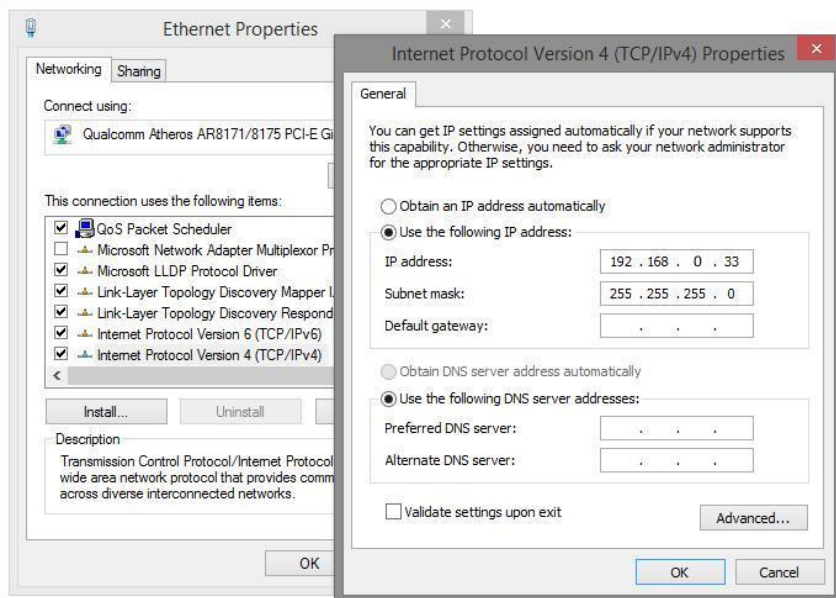 Ethernet Properties
Networking
Sharing
Connect using:
Qualcomm Atheros AR8171/8175 PCI-E Gi
This connection uses the following items:
QoS Packet Scheduler
Microsoft Network Adapter Multiplexor Pr
Microsoft LLDP Protocol Driver
Link-Layer Topology Discovery Mapper I
Link-Layer Topology Discovery Respond
Internet Protocol Version 6 (TCP/IPv6)
Internet Protocol Version 4 (TCP/IPv4)
Install...
Uninstall
Description
Transmission Control Protocol/Internet Protocol
wide area network protocol that provides comm
across diverse interconnected networks.
OK
Internet Protocol Version 4 (TCP/IPv4) Properties
General
You can get IP settings assigned automatically if your network supports
this capability. Otherwise, you need to ask your network administrator
for the appropriate IP settings.
Obtain an IP address automatically
Use the following IP address:
IP address: 192 . 168 . 0 . 33
Subnet mask: 255 . 255 . 255 . 0
Default gateway: . . .
Obtain DNS server address automatically
Use the following DNS server addresses:
Preferred DNS server: . . .
Alternate DNS server: . . .
Validate settings upon exit
Advanced...
OK
Cancel